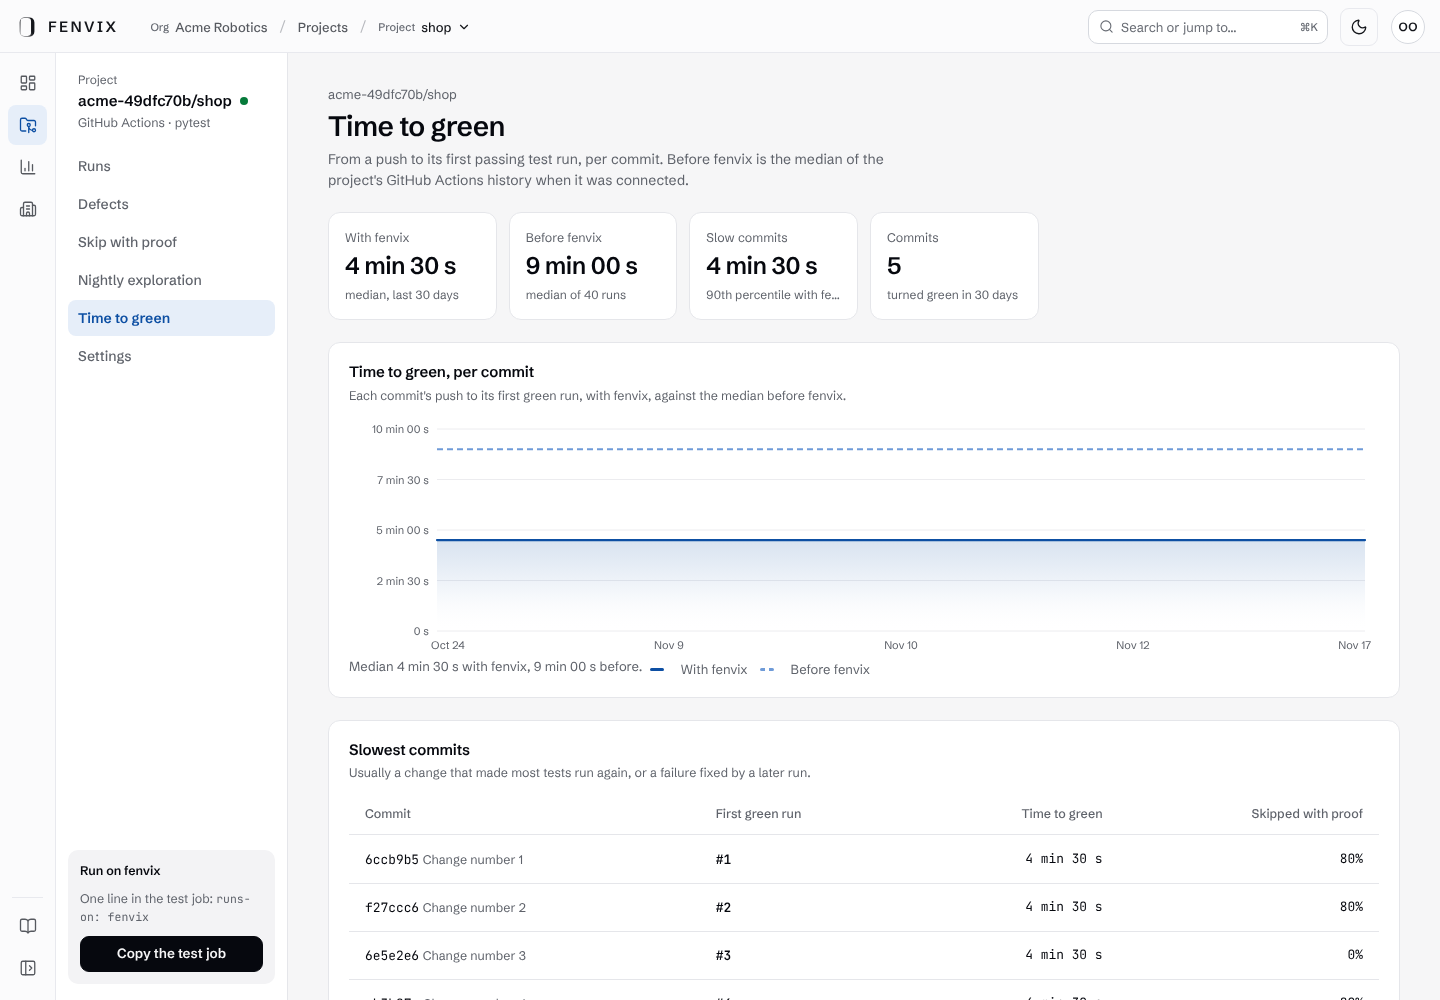 FENVIX
Org Acme Robotics / Projects / Project shop
Search or jump to... ⌘K
OO
Project
acme-49dfc70b/shop
GitHub Actions · pytest
Runs
Defects
Skip with proof
Nightly exploration
Time to green
Settings
Run on fenvix
One line in the test job: runs-
on: fenvix
Copy the test job
acme-49dfc70b/shop
Time to green
From a push to its first passing test run, per commit. Before fenvix is the median of the
project's GitHub Actions history when it was connected.
With fenvix
4 min 30 s
median, last 30 days
Before fenvix
9 min 00 s
median of 40 runs
Slow commits
4 min 30 s
90th percentile with fe...
Commits
5
turned green in 30 days
Time to green, per commit
Each commit's push to its first green run, with fenvix, against the median before fenvix.
10 min 00 s
7 min 30 s
5 min 00 s
2 min 30 s
0 s
Oct 24 Nov 9 Nov 10 Nov 12 Nov 17
Median 4 min 30 s with fenvix, 9 min 00 s before. With fenvix Before fenvix
Slowest commits
Usually a change that made most tests run again, or a failure fixed by a later run.
Commit First green run Time to green Skipped with proof
6ccb9b5 Change number 1 #1 4 min 30 s 80%
f27ccc6 Change number 2 #2 4 min 30 s 80%
6e5e2e6 Change number 3 #3 4 min 30 s 0%